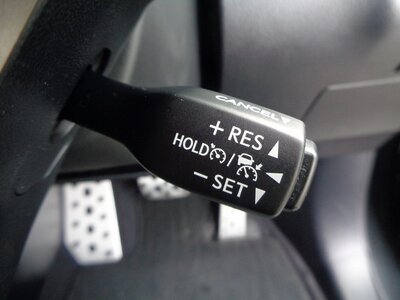 CANCEL
+ RES
HOLD /
- SET